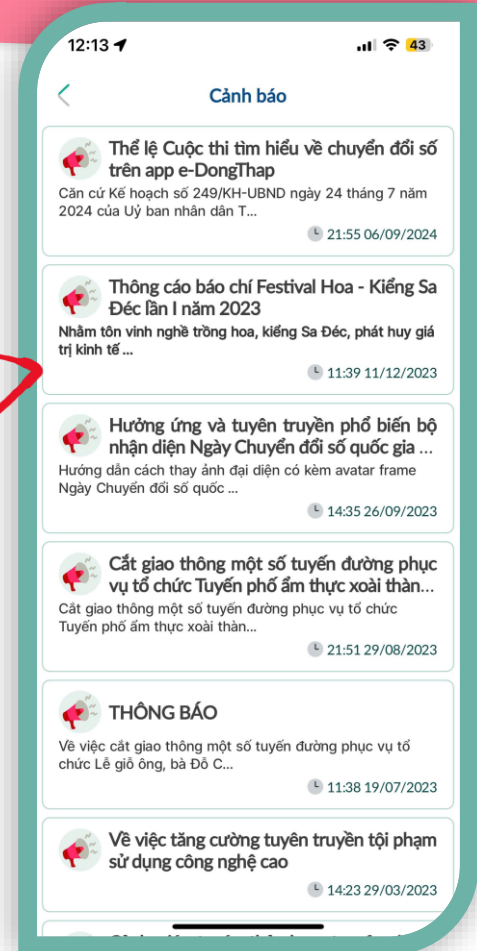 12:13
43
Cảnh báo
Thể lệ Cuộc thi tìm hiểu về chuyển đổi số
trên app e-DongThap
Căn cứ Kế hoạch số 249/KH-UBND ngày 24 tháng 7 năm
2024 của Uỷ ban nhân dân T...
21:55 06/09/2024
Thông cáo báo chí Festival Hoa - Kiểng Sa
Đéc lần I năm 2023
Nhằm tôn vinh nghề trồng hoa, kiểng Sa Đéc, phát huy giá
trị kinh tế ...
11:39 11/12/2023
Hưởng ứng và tuyên truyền phổ biến bộ
nhận diện Ngày Chuyển đổi số quốc gia ...
Hướng dẫn cách thay ảnh đại diện có kèm avatar frame
Ngày Chuyển đổi số quốc ...
14:35 26/09/2023
Cắt giao thông một số tuyến đường phục
vụ tổ chức Tuyến phố ẩm thực xoài thàn...
Cắt giao thông một số tuyến đường phục vụ tổ chức
Tuyến phố ẩm thực xoài thàn...
21:51 29/08/2023
THÔNG BÁO
Về việc cắt giao thông một số tuyến đường phục vụ tổ
chức Lễ giỗ ông, bà Đỗ C...
11:38 19/07/2023
Về việc tăng cường tuyên truyền tội phạm
sử dụng công nghệ cao
14:23 29/03/2023